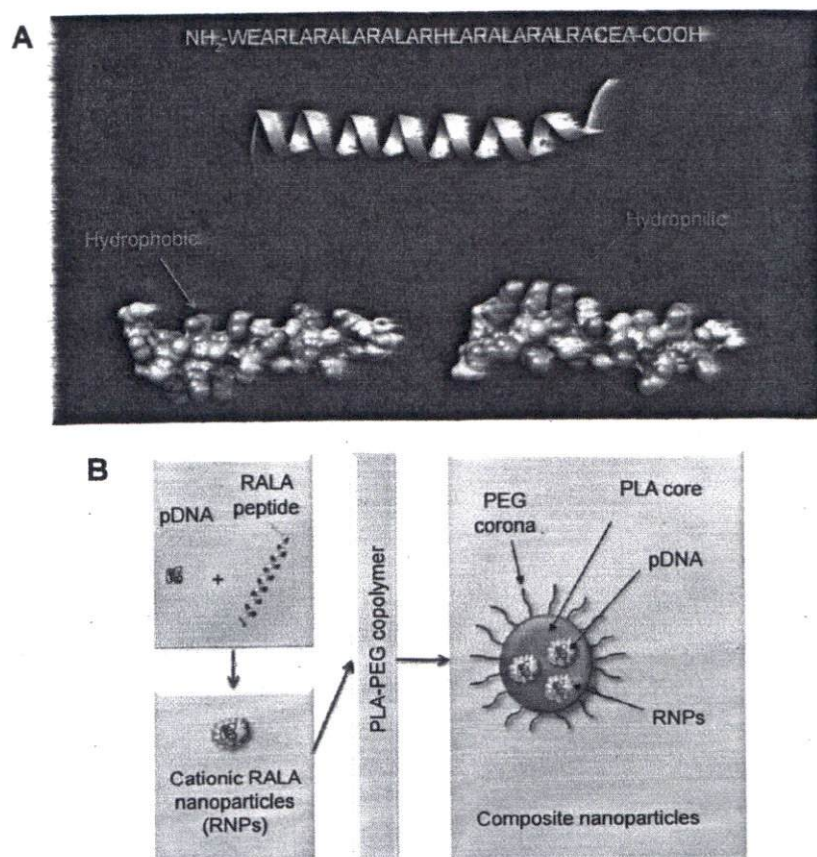 A
NH₂-WEARLARALARALARHLARALARALRACEA-COOH
Hydrophobic
Hydrophilic
B
pDNA
+
RALA
peptide
Cationic RALA
nanoparticles
(RNPs)
PLA-PEG copolymer
PEG
corona
PLA core
pDNA
RNPs
Composite nanoparticles